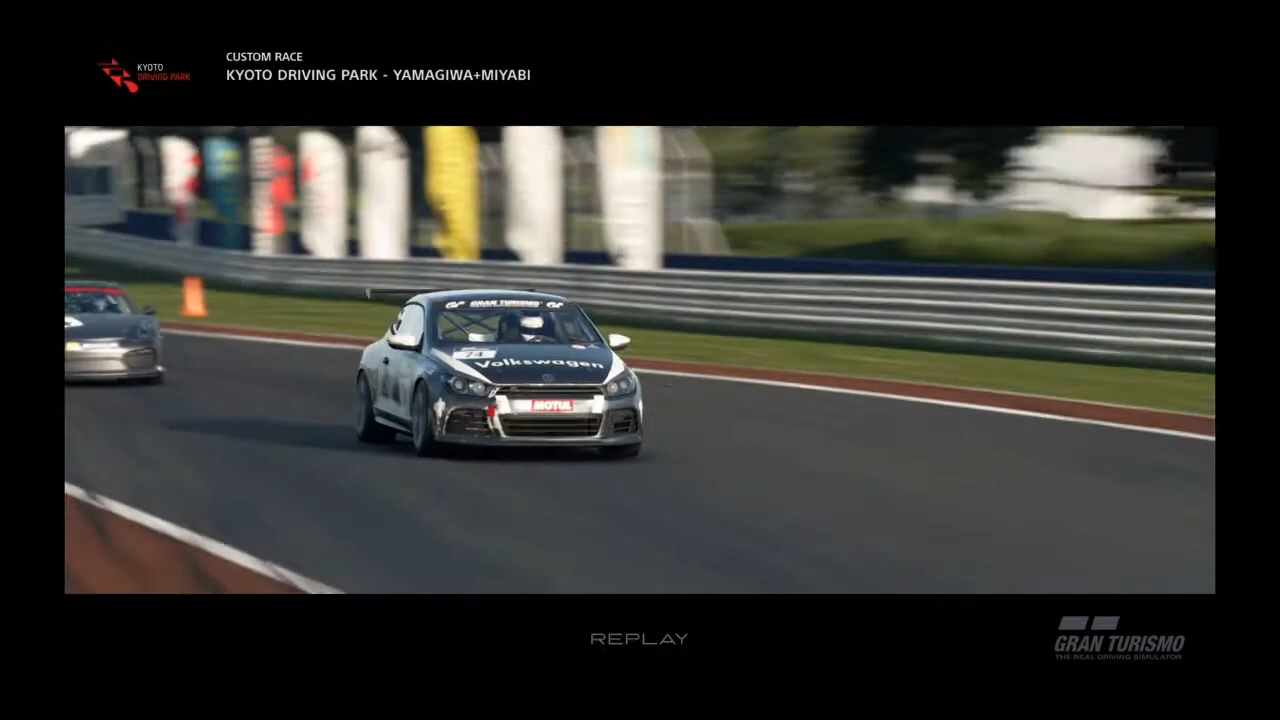 KYOTO
DRIVING PARK
CUSTOM RACE
KYOTO DRIVING PARK - YAMAGIWA+MIYABI
GRAN TURISMO
74
Volkswagen
MOTUL
REPLAY
GRAN TURISMO
THE REAL DRIVING SIMULATOR